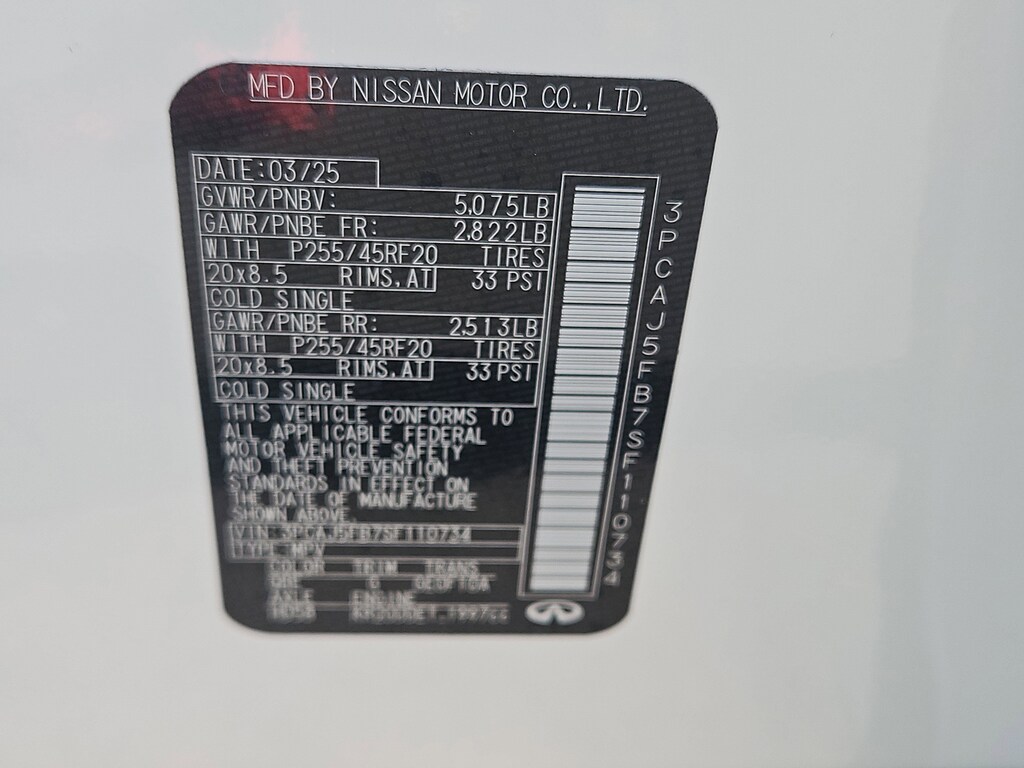 MFD BY NISSAN MOTOR CO.,LTD.
DATE:03/25
GVWR/PNBV: 5,075LB
GAWR/PNBE FR: 2,822LB
WITH P255/45RF20 TIRES
20x8.5 RIMS,AT 33 PSI
COLD SINGLE
GAWR/PNBE RR: 2,513LB
WITH P255/45RF20 TIRES
20x8.5 RIMS,AT 33 PSI
COLD SINGLE
THIS VEHICLE CONFORMS TO
ALL APPLICABLE FEDERAL
MOTOR VEHICLE SAFETY
AND THEFT PREVENTION
STANDARDS IN EFFECT ON
THE DATE OF MANUFACTURE
SHOWN ABOVE.
VIN:3PCAJ5FB7SF110734
TYPE:MPV
COLOR TRIM TRANS
G
AXLE ENGINE
1997cc
3PCAJ5FB7SF110734